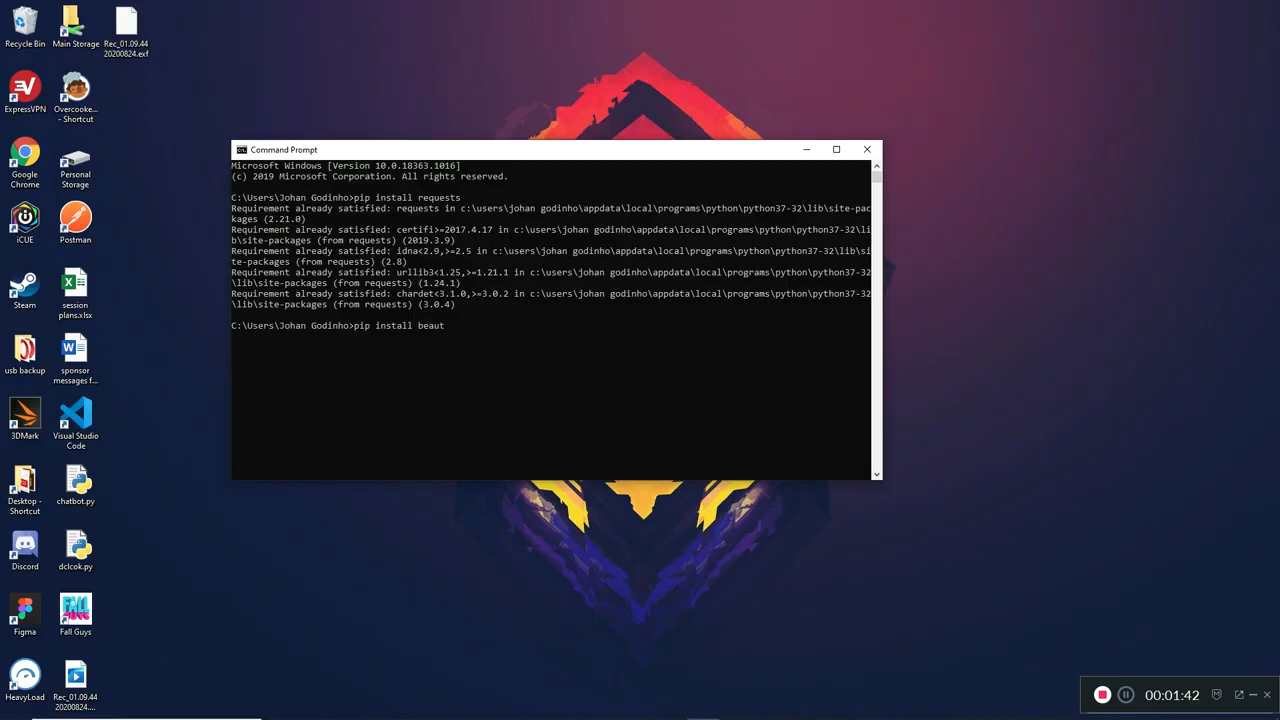 Recycle Bin
Main Storage
Rec_01.09.44
20200824.exf
ExpressVPN
Overcooke...
- Shortcut
Google
Chrome
Personal
Storage
iCUE
Postman
Steam
session
plans.xlsx
usb backup
sponsor
messages f...
3DMark
Visual Studio
Code
Desktop -
Shortcut
chatbot.py
Discord
dclcok.py
Figma
Fall Guys
HeavyLoad
Rec_01.09.44
20200824....
Command Prompt
Microsoft Windows [Version 10.0.18363.1016]
(c) 2019 Microsoft Corporation. All rights reserved.
C:\Users\Johan Godinho>pip install requests
Requirement already satisfied: requests in c:\users\johan godinho\appdata\local\programs\python\python37-32\lib\site-pac
kages (2.21.0)
Requirement already satisfied: certifi>=2017.4.17 in c:\users\johan godinho\appdata\local\programs\python\python37-32\li
b\site-packages (from requests) (2019.3.9)
Requirement already satisfied: idna<2.9,>=2.5 in c:\users\johan godinho\appdata\local\programs\python\python37-32\lib\si
te-packages (from requests) (2.8)
Requirement already satisfied: urllib3<1.25,>=1.21.1 in c:\users\johan godinho\appdata\local\programs\python\python37-32
\lib\site-packages (from requests) (1.24.1)
Requirement already satisfied: chardet<3.1.0,>=3.0.2 in c:\users\johan godinho\appdata\local\programs\python\python37-32
\lib\site-packages (from requests) (3.0.4)
C:\Users\Johan Godinho>pip install beaut
00:01:42